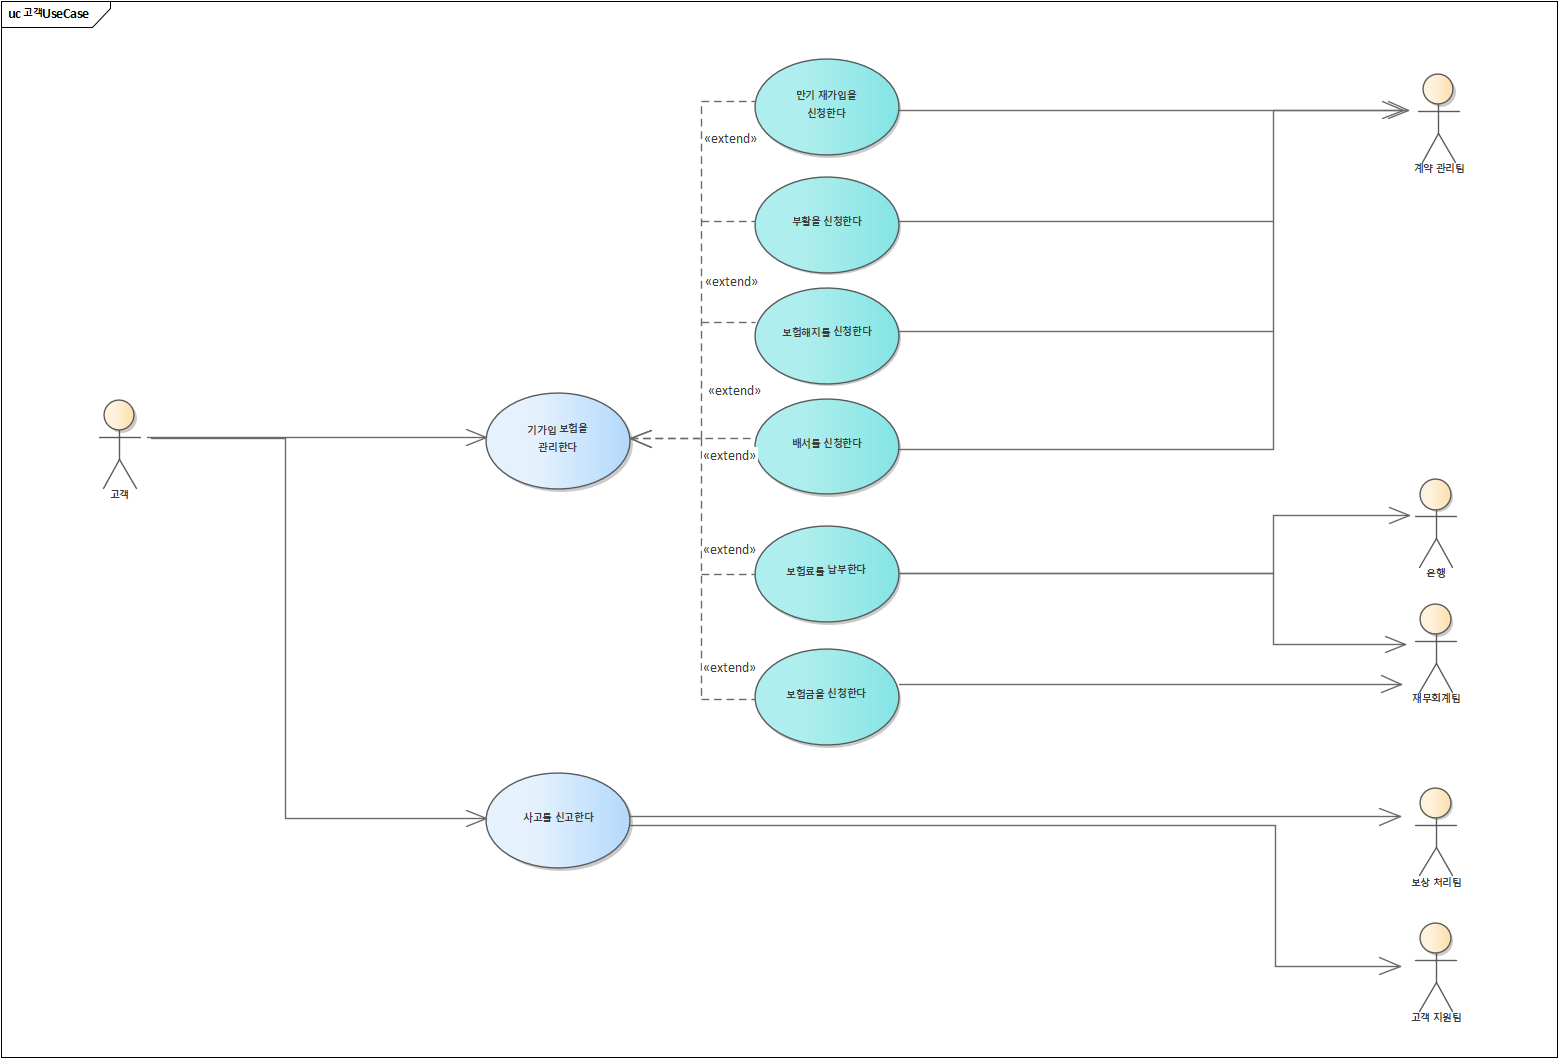 uc 고객UseCase
만기 재가입을
신청한다
«extend»
계약 관리팀
부활을 신청한다
«extend»
보험해지를 신청한다
«extend»
기가입 보험을
관리한다
배서를 신청한다
«extend»
고객
은행
«extend»
보험료를 납부한다
«extend»
보험금을 신청한다
재무회계팀
사고를 신고한다
보상 처리팀
고객 지원팀